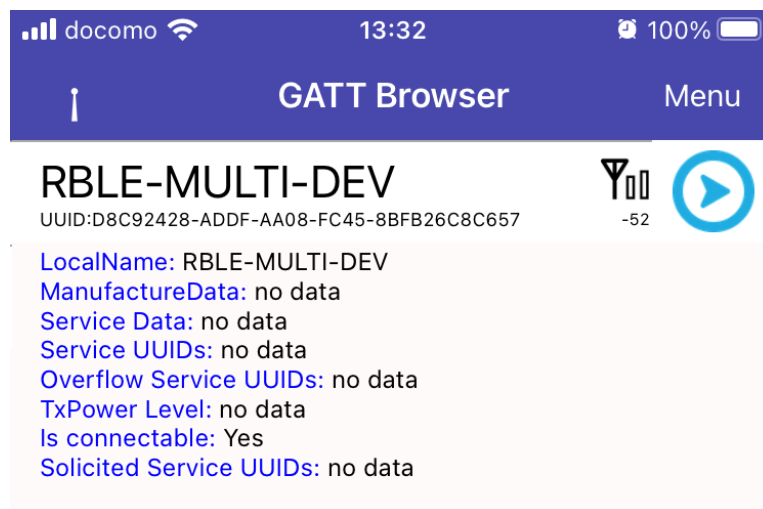 docomo 13:32 100%
GATT Browser Menu
RBLE-MULTI-DEV
UUID:D8C92428-ADDF-AA08-FC45-8BFB26C8C657 -52
LocalName: RBLE-MULTI-DEV
ManufactureData: no data
Service Data: no data
Service UUIDs: no data
Overflow Service UUIDs: no data
TxPower Level: no data
Is connectable: Yes
Solicited Service UUIDs: no data